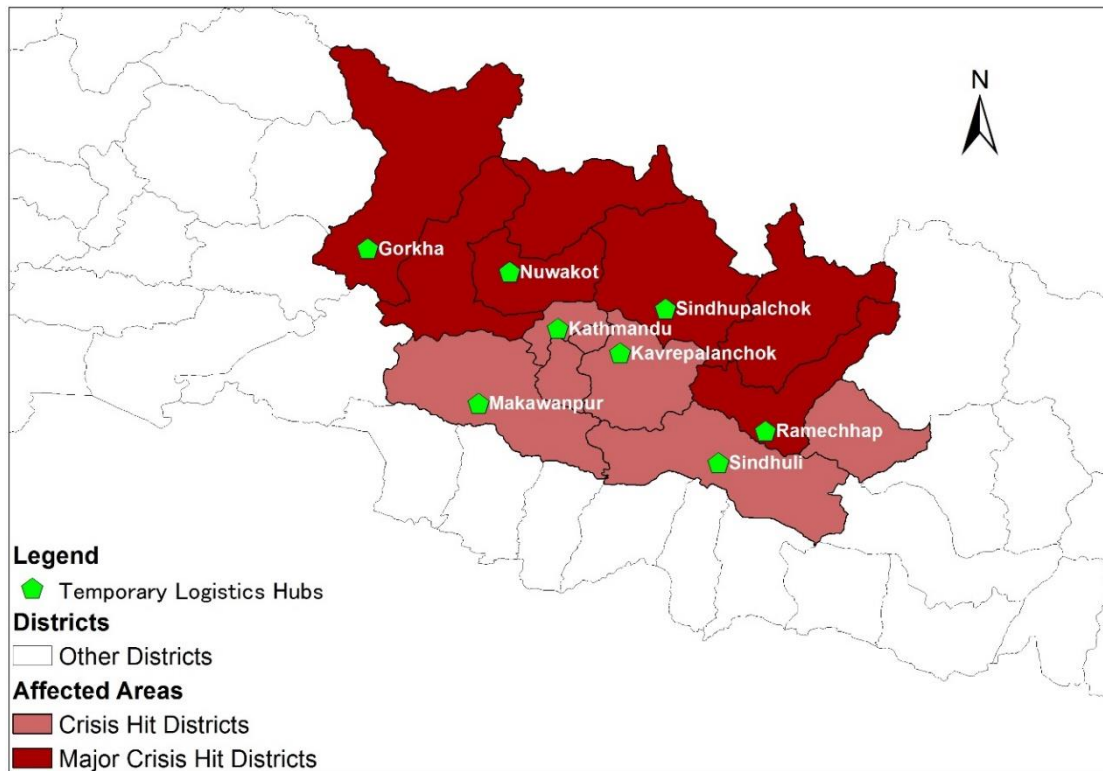 N
Gorkha
Nuwakot
Sindhupalchok
Kathmandu
Kavrepalanchok
Makawanpur
Ramechhap
Sindhuli
Legend
Temporary Logistics Hubs
Districts
Other Districts
Affected Areas
Crisis Hit Districts
Major Crisis Hit Districts